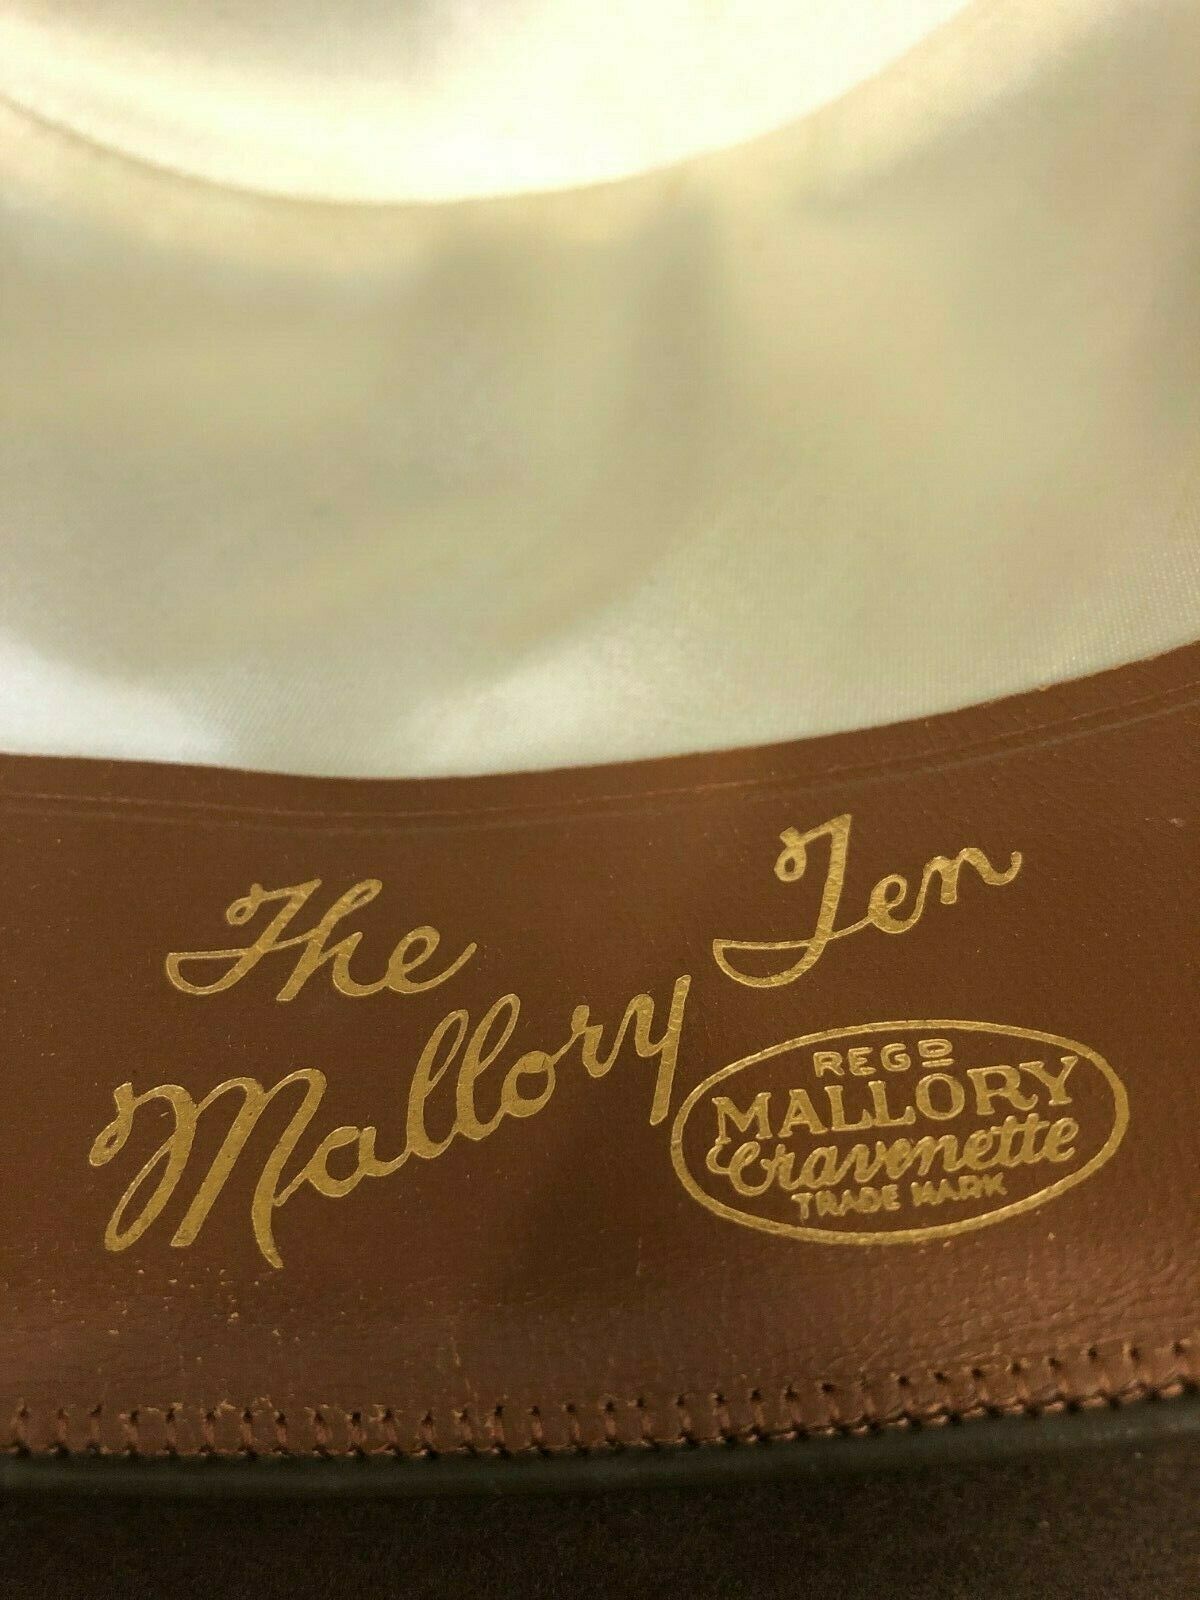 The
Mallory
Ten
REGD
MALLORY
Cravenette
TRADE MARK